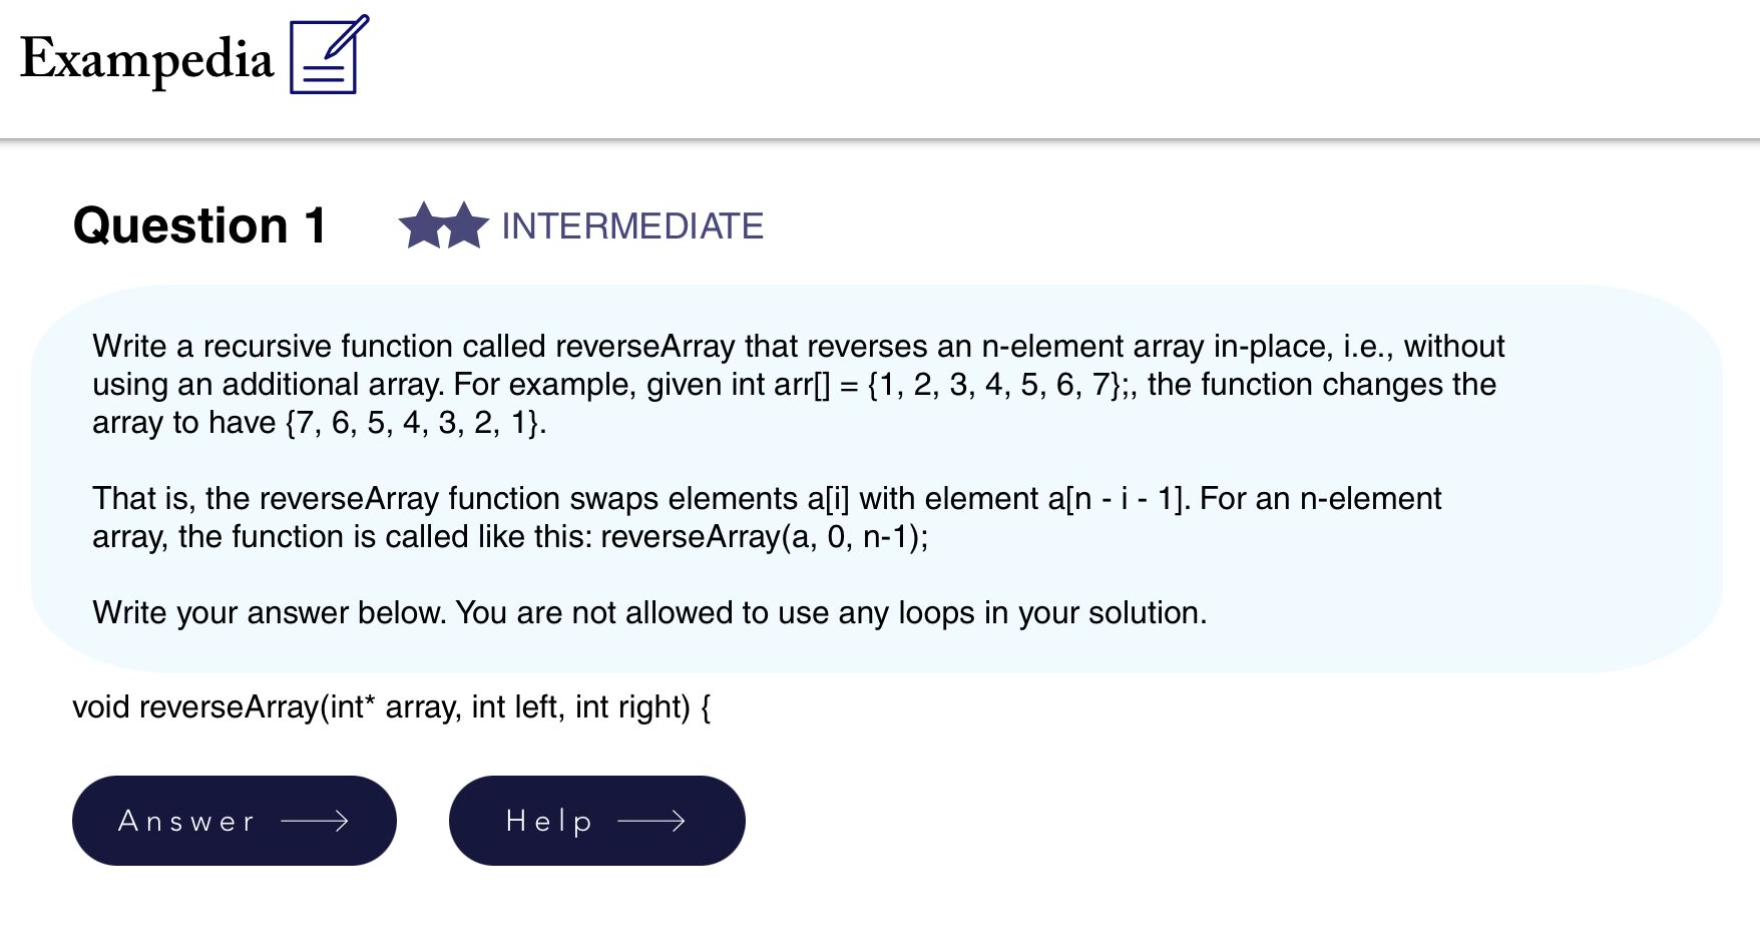 Exampedia
Question 1 INTERMEDIATE
Write a recursive function called reverseArray that reverses an n-element array in-place, i.e., without
using an additional array. For example, given int arr[] = {1, 2, 3, 4, 5, 6, 7};, the function changes the
array to have {7, 6, 5, 4, 3, 2, 1}.
That is, the reverseArray function swaps elements a[i] with element a[n - i - 1]. For an n-element
array, the function is called like this: reverseArray(a, 0, n-1);
Write your answer below. You are not allowed to use any loops in your solution.
void reverseArray(int* array, int left, int right) {
Answer Help